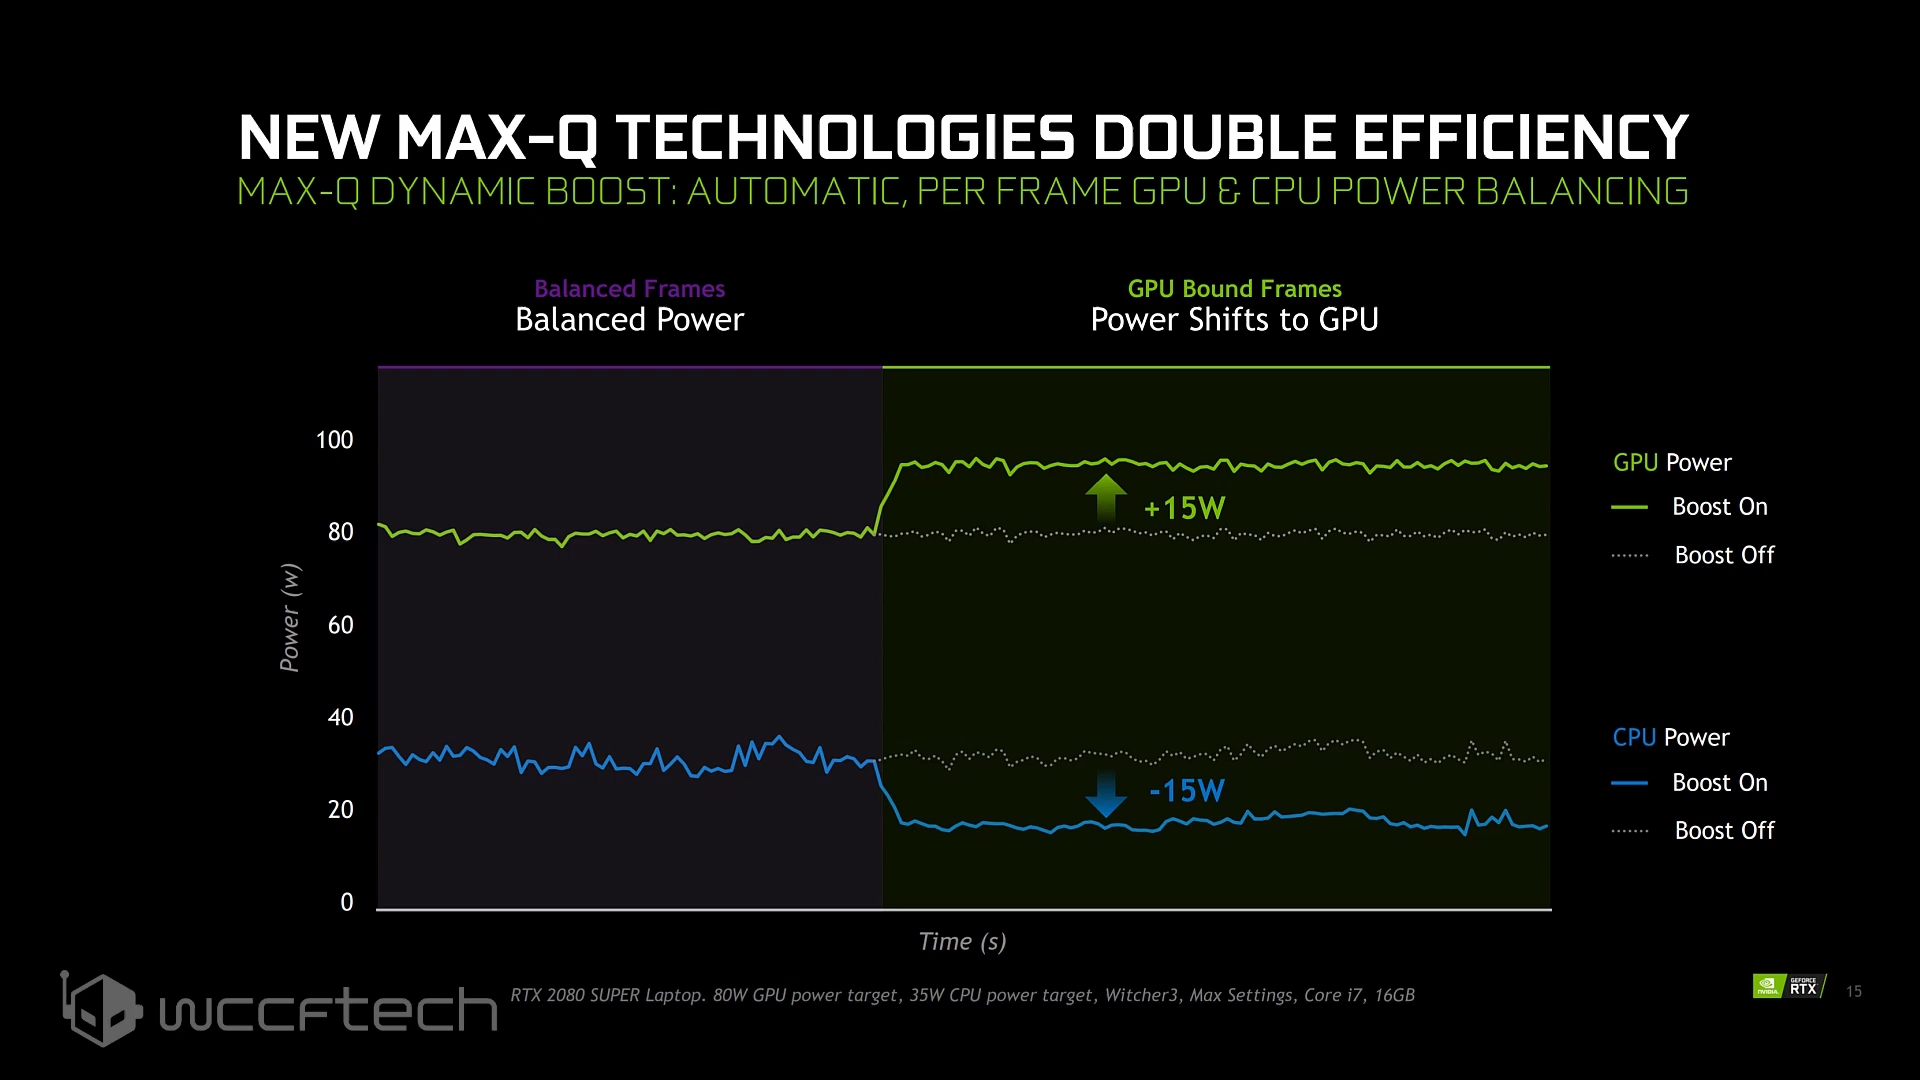 NEW MAX-Q TECHNOLOGIES DOUBLE EFFICIENCY
MAX-Q DYNAMIC BOOST: AUTOMATIC, PER FRAME GPU & CPU POWER BALANCING
Balanced Frames
Balanced Power
GPU Bound Frames
Power Shifts to GPU
100
80
60
40
20
0
Power (w)
+15W
-15W
Time (s)
GPU Power
Boost On
Boost Off
CPU Power
Boost On
Boost Off
wccftech
RTX 2080 SUPER Laptop. 80W GPU power target, 35W CPU power target, Witcher3, Max Settings, Core i7, 16GB
NVIDIA.
GEFORCE
RTX
15